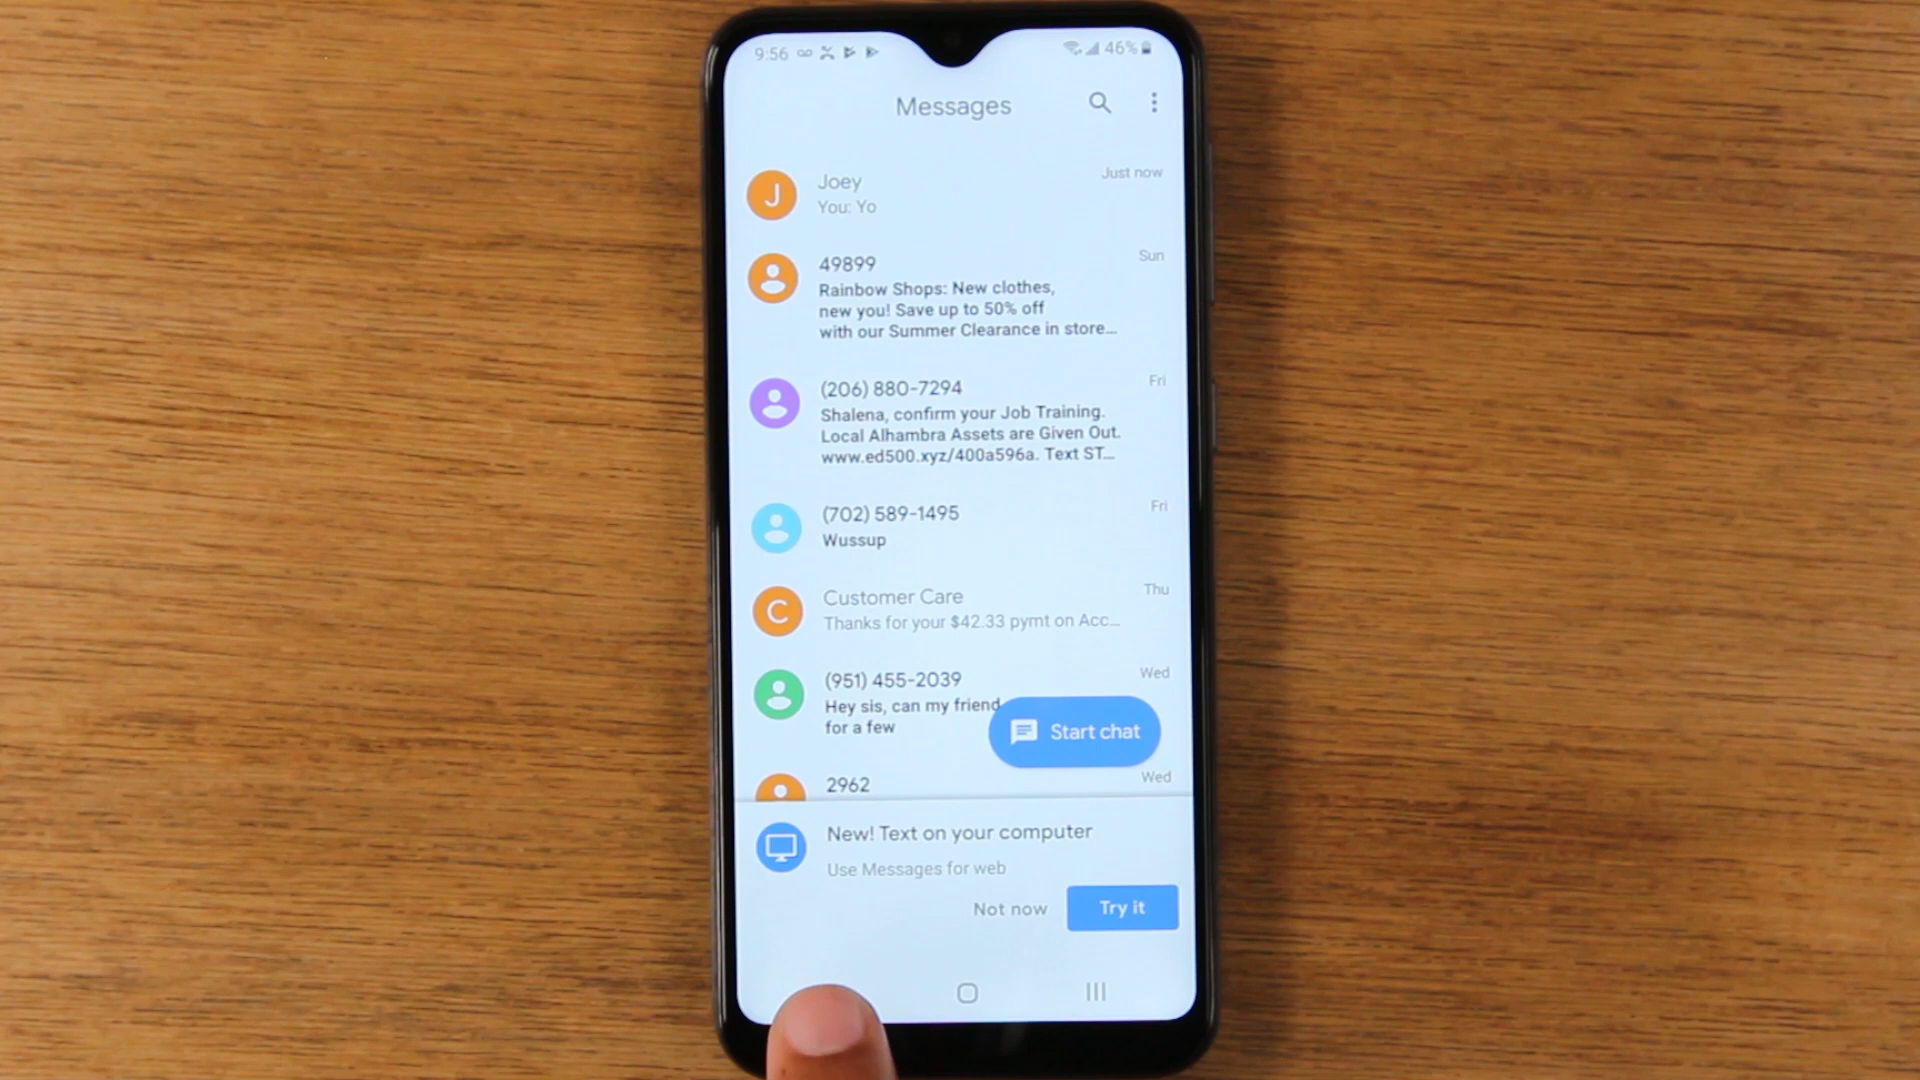 9:56
46%
Messages
J
Joey
Just now
You: Yo
49899
Sun
Rainbow Shops: New clothes,
new you! Save up to 50% off
with our Summer Clearance in store...
(206) 880-7294
Fri
Shalena, confirm your Job Training.
Local Alhambra Assets are Given Out.
www.ed500.xyz/400a596a. Text ST...
(702) 589-1495
Fri
Wussup
C
Customer Care
Thu
Thanks for your $42.33 pymt on Acc...
(951) 455-2039
Wed
Hey sis, can my friend
for a few
Start chat
2962
Wed
New! Text on your computer
Use Messages for web
Not now
Try it